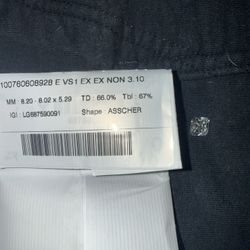 100760608928 E VS1 EX EX NON 3.10
MM : 8.20 - 8.02 x 5.29 TD : 66.0% Tbl : 67%
IGI : LG687590091 Shape : ASSCHER